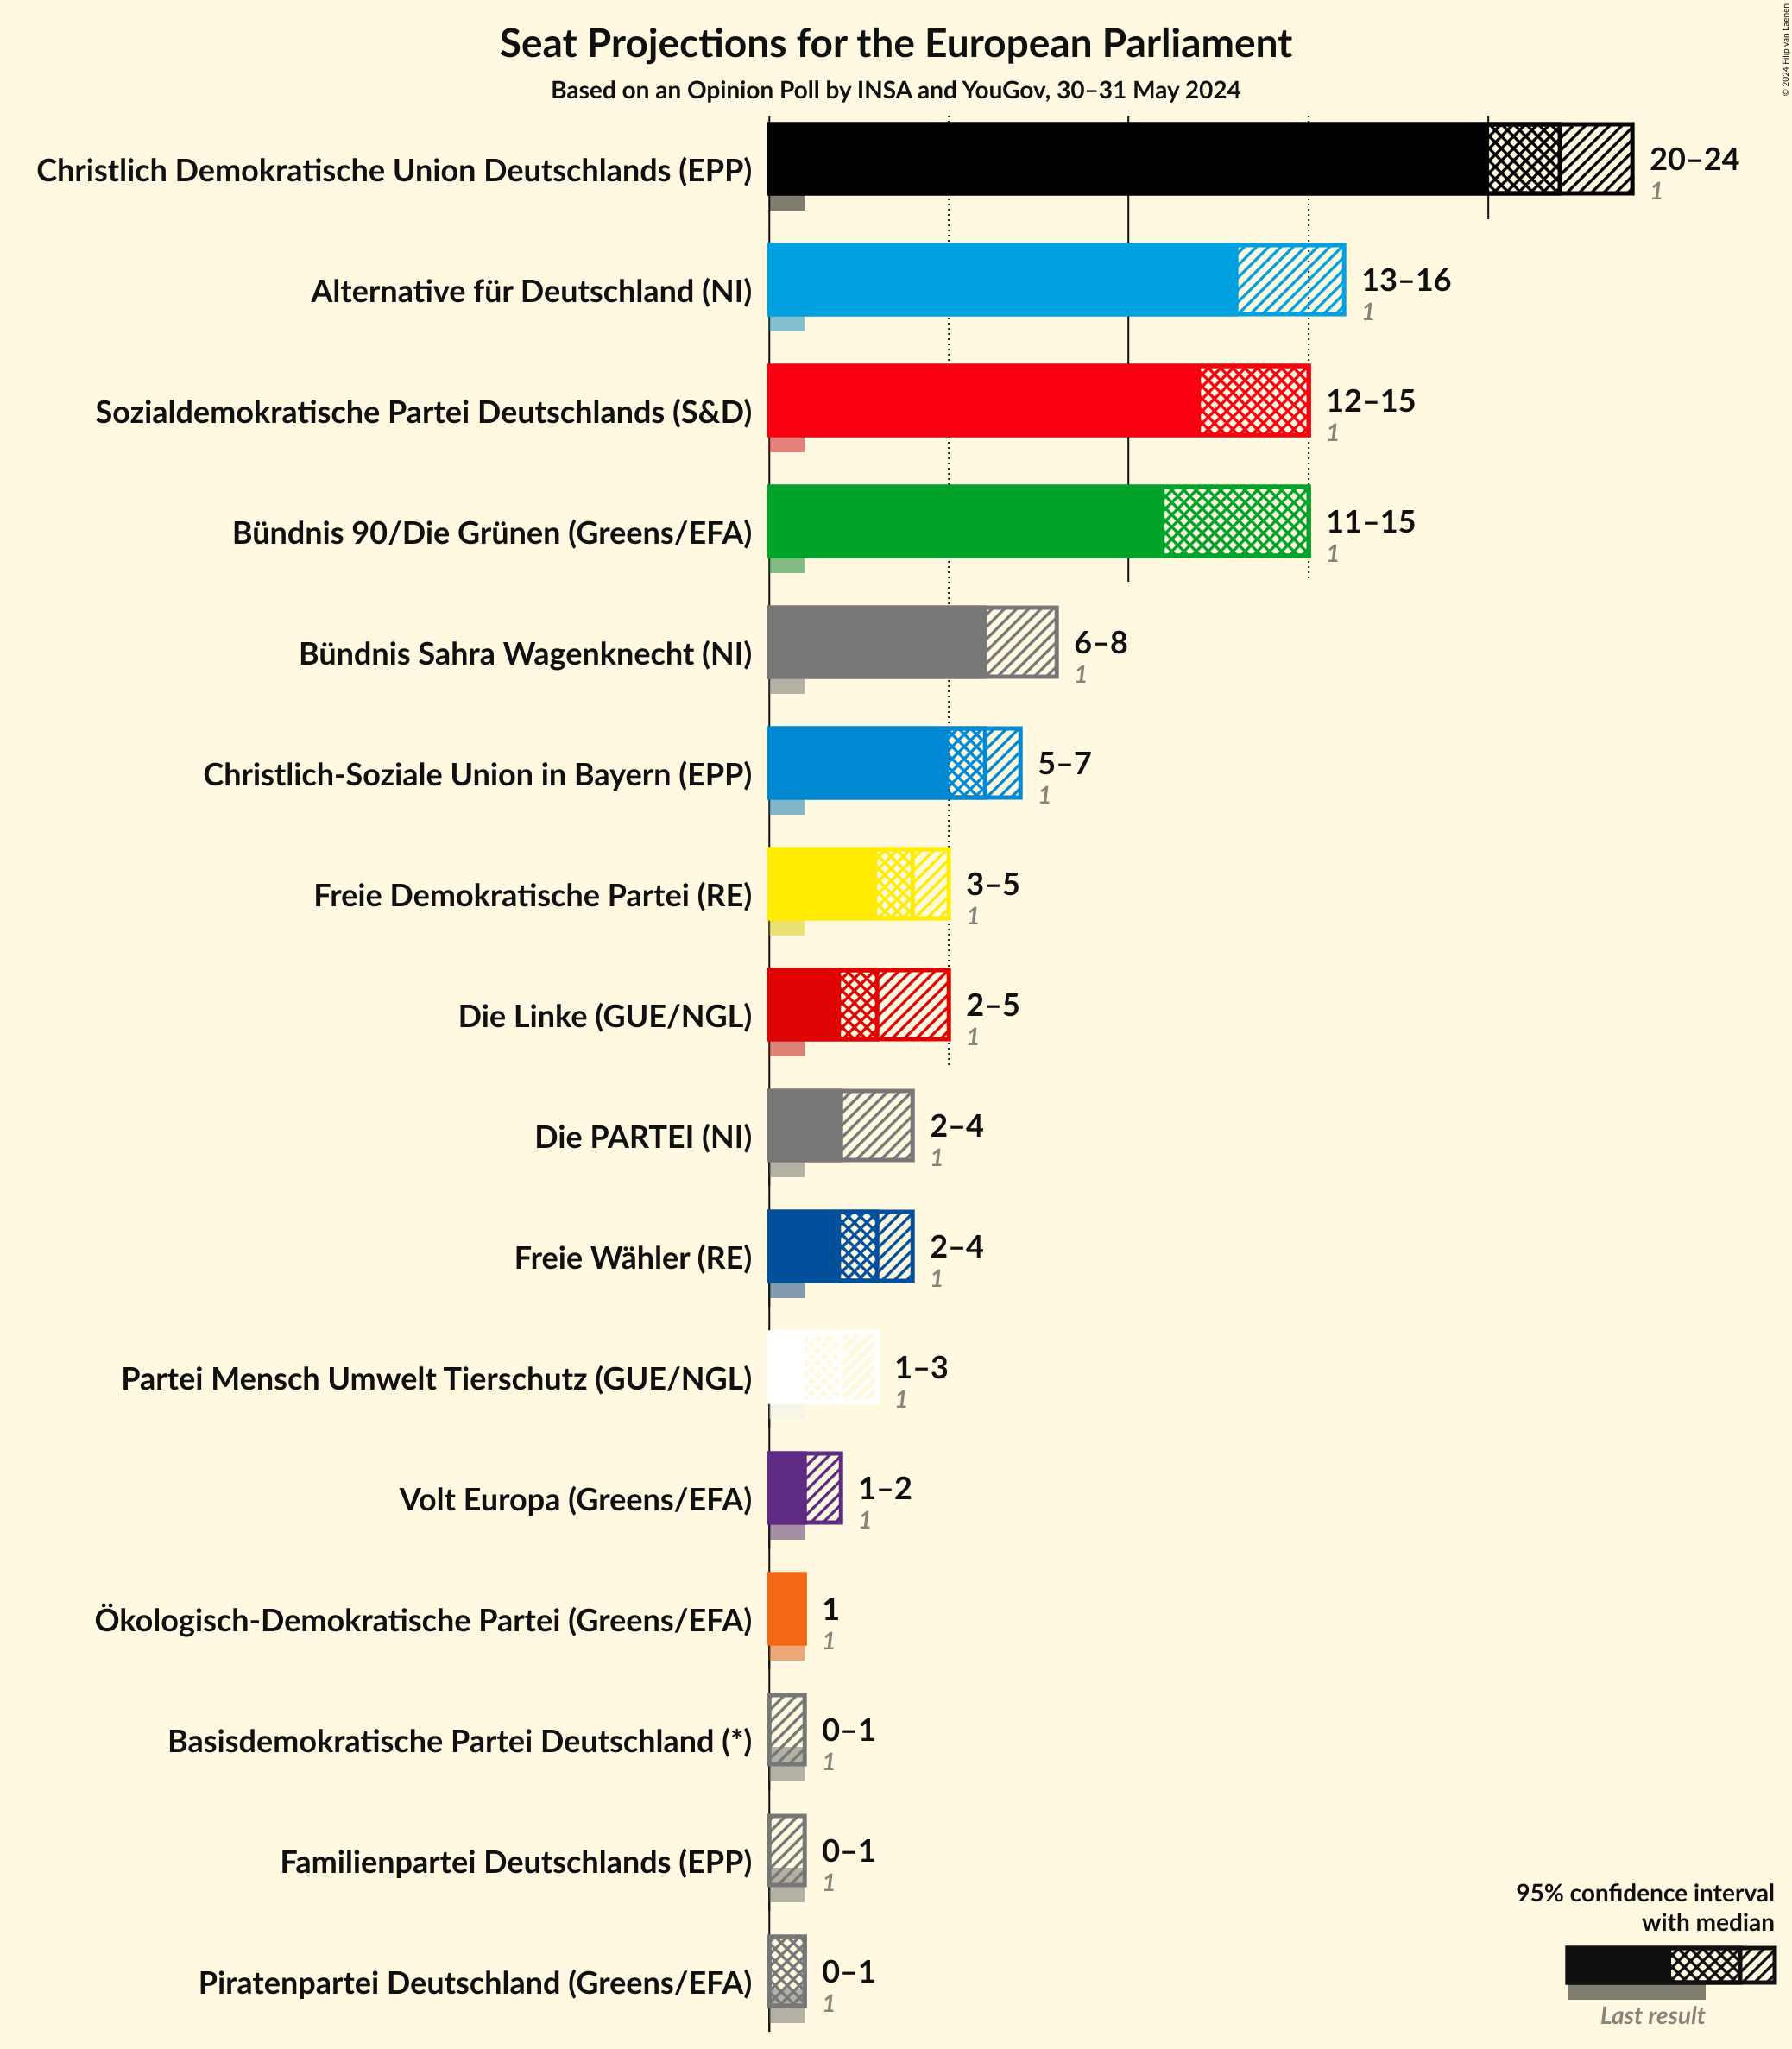 Seat Projections for the European Parliament
Based on an Opinion Poll by INSA and YouGov, 30–31 May 2024
© 2024 Filip van Laenen
Christlich Demokratische Union Deutschlands (EPP)
20–24
1
Alternative für Deutschland (NI)
13–16
1
Sozialdemokratische Partei Deutschlands (S&D)
12–15
1
Bündnis 90/Die Grünen (Greens/EFA)
11–15
1
Bündnis Sahra Wagenknecht (NI)
6–8
1
Christlich-Soziale Union in Bayern (EPP)
5–7
1
Freie Demokratische Partei (RE)
3–5
1
Die Linke (GUE/NGL)
2–5
1
Die PARTEI (NI)
2–4
1
Freie Wähler (RE)
2–4
1
Partei Mensch Umwelt Tierschutz (GUE/NGL)
1–3
1
Volt Europa (Greens/EFA)
1–2
1
Ökologisch-Demokratische Partei (Greens/EFA)
1
1
Basisdemokratische Partei Deutschland (*)
0–1
1
Familienpartei Deutschlands (EPP)
0–1
1
Piratenpartei Deutschland (Greens/EFA)
0–1
1
95% confidence interval
with median
Last result